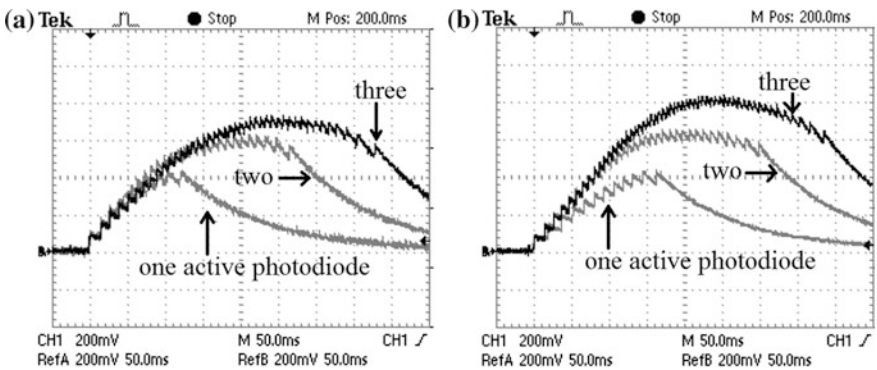 (a) Tek Stop M Pos: 200.0ms
three
two
one active photodiode
CH1 200mV M 50.0ms CH1
RefA 200mV 50.0ms RefB 200mV 50.0ms
(b) Tek Stop M Pos: 200.0ms
three
two
one active photodiode
CH1 200mV M 50.0ms CH1
RefA 200mV 50.0ms RefB 200mV 50.0ms